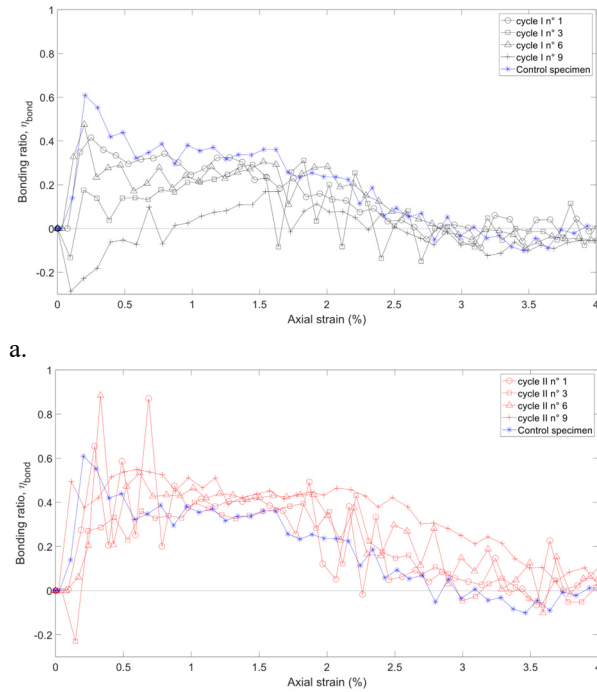 1
0.8
0.6
0.4
0.2
0
-0.2
Bonding ratio, ηbond
cycle I n° 1
cycle I n° 3
cycle I n° 6
cycle I n° 9
Control specimen
0 0.5 1 1.5 2 2.5 3 3.5 4
Axial strain (%)
a.
1
0.8
0.6
0.4
0.2
0
-0.2
Bonding ratio, ηbond
cycle II n° 1
cycle II n° 3
cycle II n° 6
cycle II n° 9
Control specimen
0 0.5 1 1.5 2 2.5 3 3.5 4
Axial strain (%)